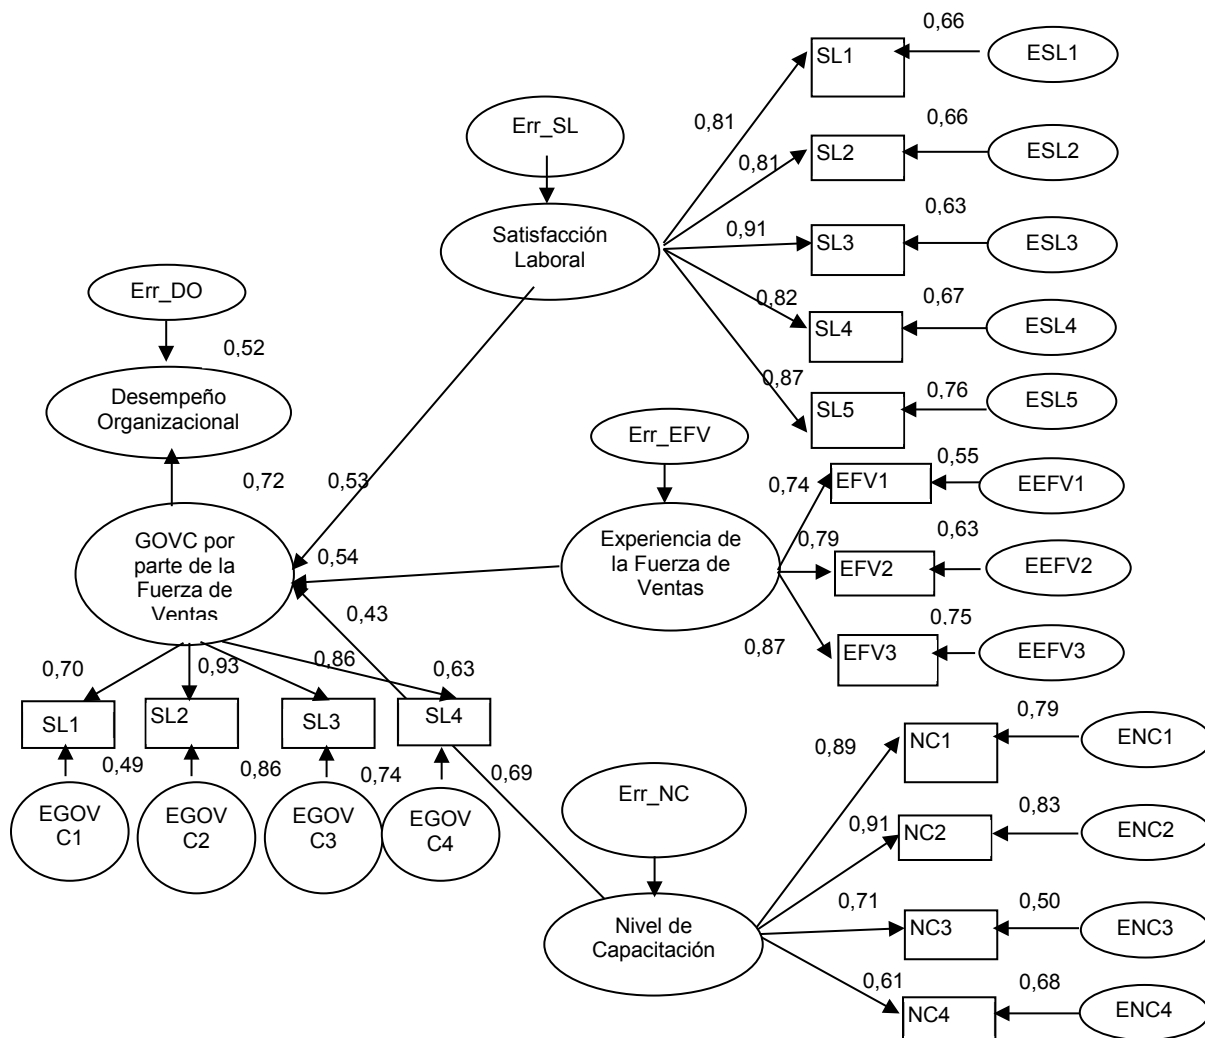 0,66
SL1
ESL1
Err_SL
0,81
0,66
SL2
ESL2
0,81
Satisfacción
Laboral
0,91
0,63
SL3
ESL3
Err_DO
0,82
0,67
SL4
ESL4
0,52
Desempeño
Organizacional
0,87
0,76
SL5
ESL5
Err_EFV
0,72
0,53
0,74
EFV1
0,55
EEFV1
GOVC por
parte de la
Fuerza de
Ventas
0,54
Experiencia de
la Fuerza de
Ventas
0,79
EFV2
0,63
EEFV2
0,43
0,87
EFV3
0,75
EEFV3
0,70
0,93
0,86
0,63
SL1
SL2
SL3
SL4
0,49
0,86
0,74
0,69
EGOV
C1
EGOV
C2
EGOV
C3
EGOV
C4
0,89
NC1
0,79
ENC1
Err_NC
0,91
NC2
0,83
ENC2
Nivel de
Capacitación
0,71
NC3
0,50
ENC3
0,61
NC4
0,68
ENC4